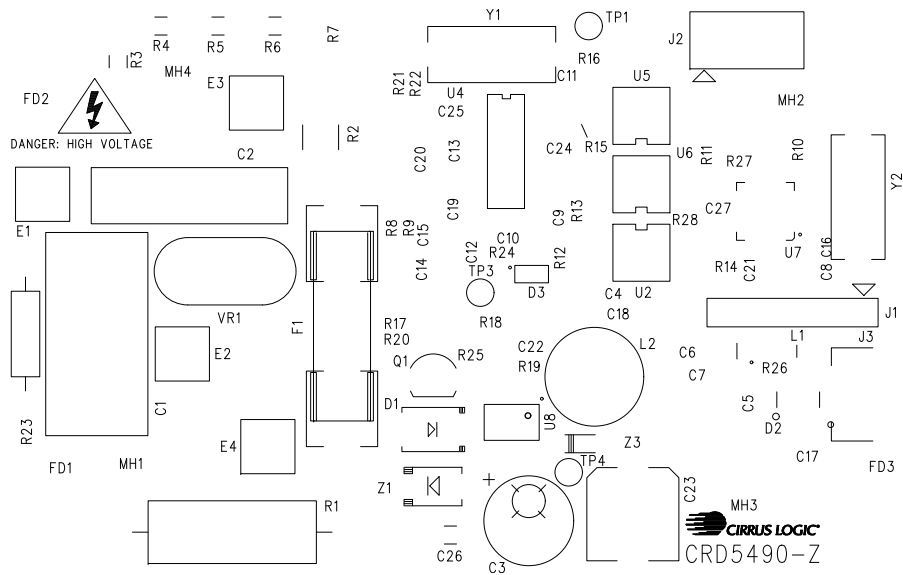 Y1
TP1
R4
R5
R6
R7
J2
R3
MH4
R16
E3
R21
R22
C11
U4
U5
FD2
C25
MH2
DANGER: HIGH VOLTAGE
R2
C2
C20
C13
C24
R15
U6
R11
R27
R10
Y2
E1
C19
C9
R13
R28
C27
R8
R9
C15
C10
R24
C12
TP3
C14
R12
D3
R14
C21
U7
C16
C8
VR1
F1
C4
U2
C18
R18
J1
R17
R20
L1
J3
E2
Q1
R25
C22
R19
L2
C6
C7
R26
R23
C1
D1
U8
C5
D2
E4
Z3
FD1
MH1
TP4
C17
FD3
Z1
+
C23
R1
MH3
CIRRUS LOGIC®
C26
C3
CRD5490-Z